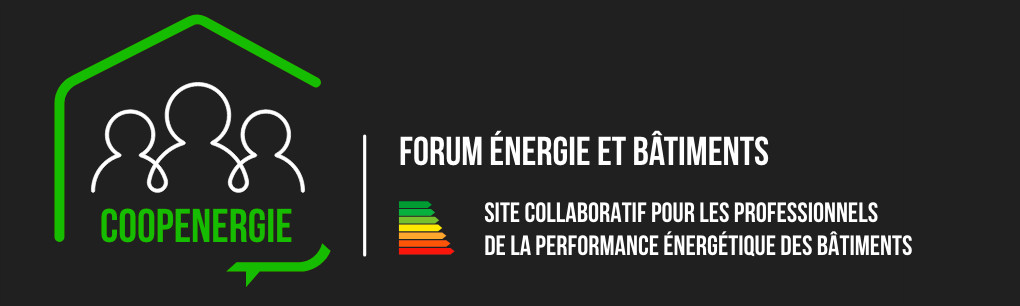 COOPENERGIE
FORUM ÉNERGIE ET BÂTIMENTS
SITE COLLABORATIF POUR LES PROFESSIONNELS
DE LA PERFORMANCE ÉNERGÉTIQUE DES BÂTIMENTS